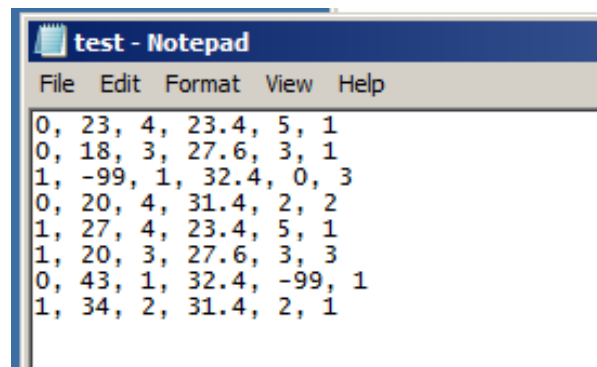 test - Notepad
File Edit Format View Help
0, 23, 4, 23.4, 5, 1
0, 18, 3, 27.6, 3, 1
1, -99, 1, 32.4, 0, 3
0, 20, 4, 31.4, 2, 2
1, 27, 4, 23.4, 5, 1
1, 20, 3, 27.6, 3, 3
0, 43, 1, 32.4, -99, 1
1, 34, 2, 31.4, 2, 1